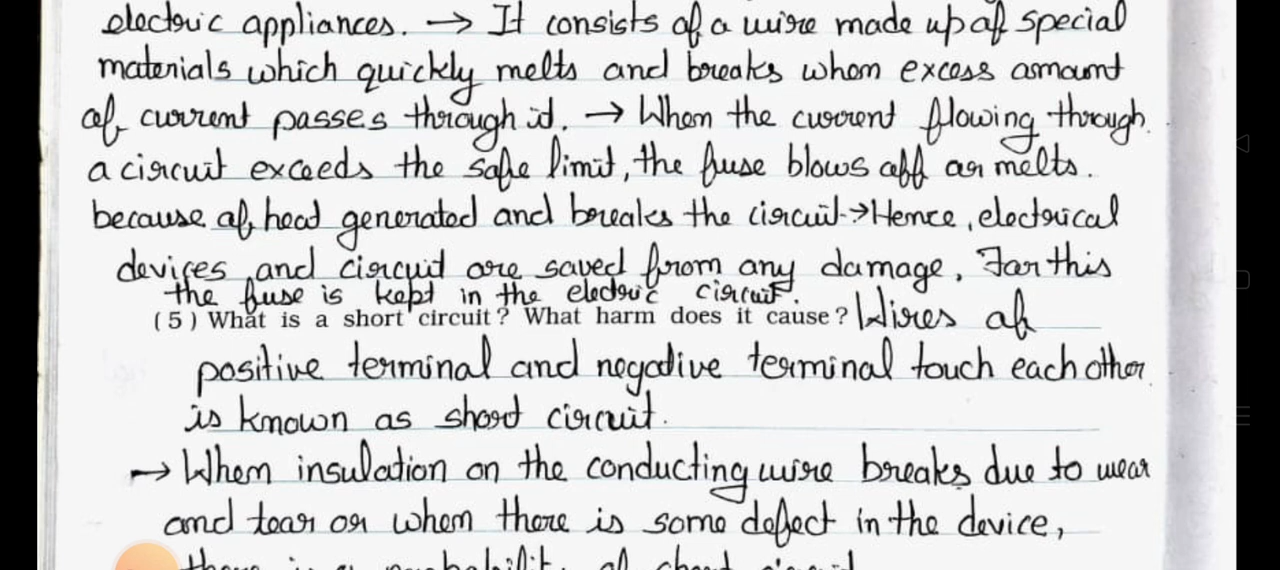 electric appliances. → It consists of a wire made up of special
materials which quickly melts and breaks when excess amount
of current passes through it. → When the current flowing through
a circuit exceeds the safe limit, the fuse blows off or melts.
because of heat generated and breaks the circuit → Hence, electrical
devices and circuit are saved from any damage. For this
the fuse is kept in the electric circuit.
(5) What is a short circuit? What harm does it cause? Wires of
positive terminal and negative terminal touch each other
is known as short circuit.
→ When insulation on the conducting wire breaks due to wear
and tear or when there is some defect in the device,
there is a probability of short circuit